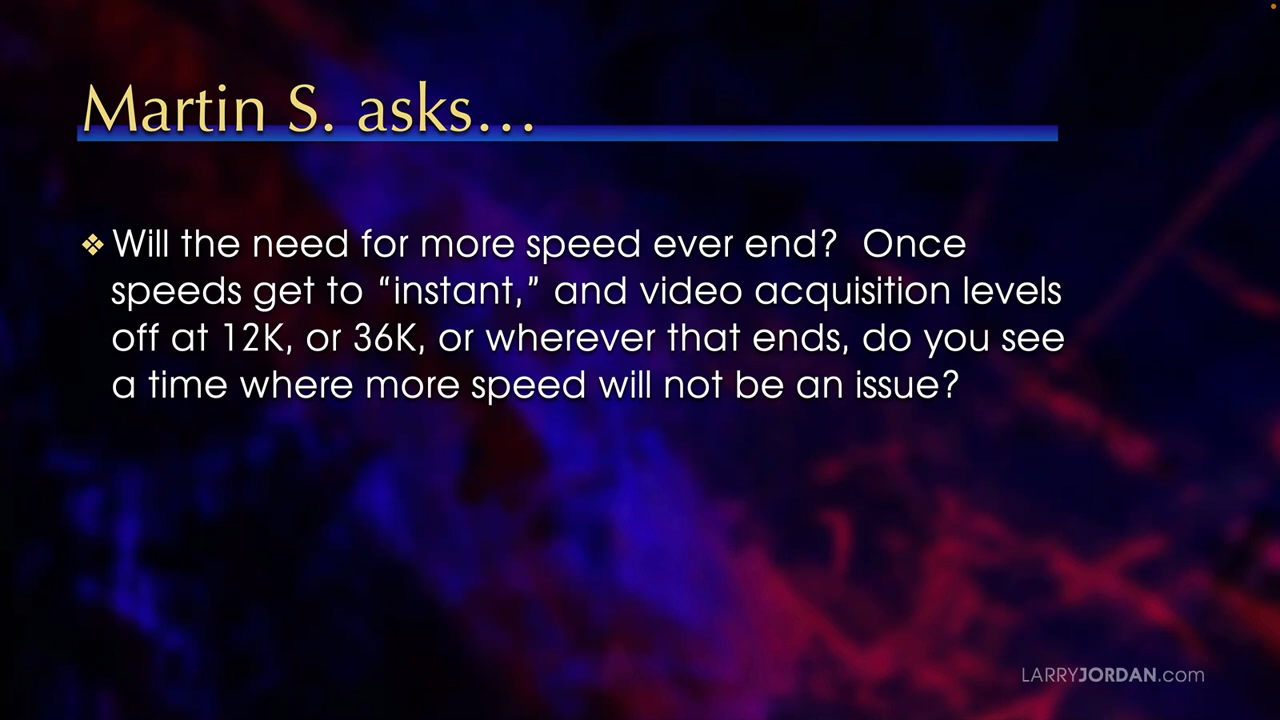 Martin S. asks…
❖ Will the need for more speed ever end?  Once
speeds get to “instant,” and video acquisition levels
off at 12K, or 36K, or wherever that ends, do you see
a time where more speed will not be an issue?
LARRYJORDAN.com